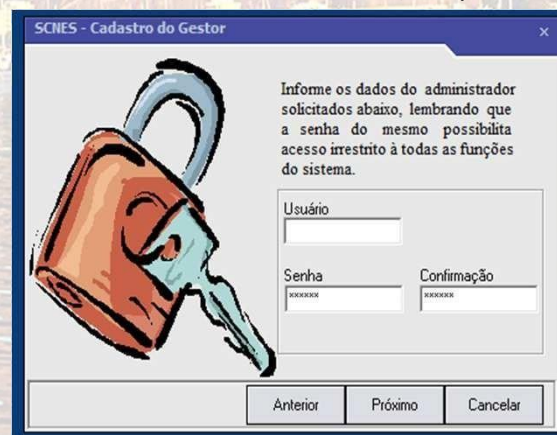 SCNES - Cadastro do Gestor
x
Informe os dados do administrador
solicitados abaixo, lembrando que
a senha do mesmo possibilita
acesso irrestrito à todas as funções
do sistema.
Usuário
Senha Confirmação
xxxxxx xxxxxx
Anterior Próximo Cancelar